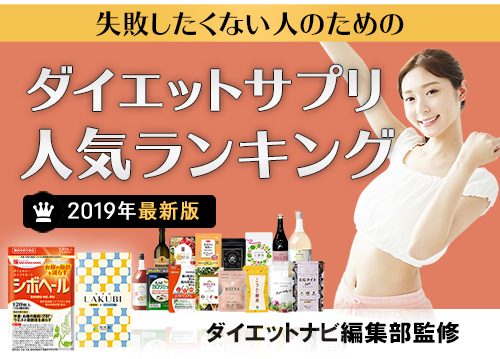 失敗したくない人のための
ダイエットサプリ
人気ランキング
2019年最新版
シボヘール
LAKUBI
ダイエットナビ編集部監修